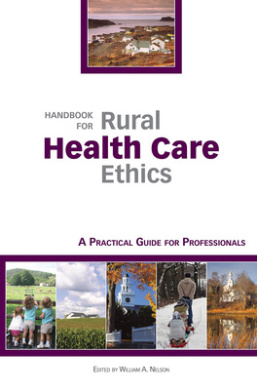 HANDBOOK
FOR
Rural
Health Care
Ethics
A PRACTICAL GUIDE FOR PROFESSIONALS
EDITED BY WILLIAM A. NELSON